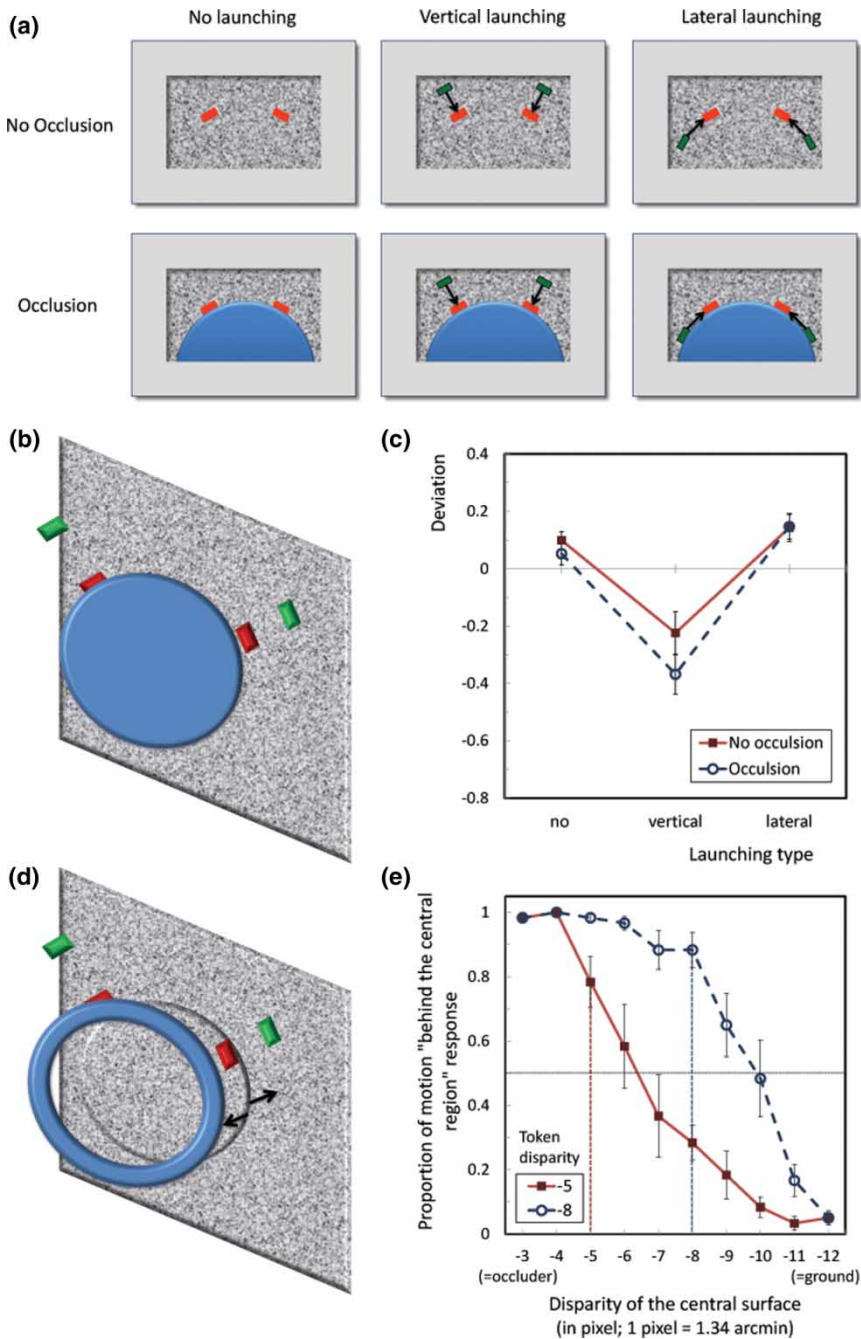 (a)
No launching
Vertical launching
Lateral launching
No Occlusion
Occlusion
(b)
(c)
Deviation
0.4
0.2
0
-0.2
-0.4
-0.6
-0.8
No occulsion
Occulsion
no
vertical
lateral
Launching type
(d)
(e)
Proportion of motion "behind the central
region" response
1
0.8
0.6
0.4
0.2
0
Token
disparity
-5
-8
-3 -4 -5 -6 -7 -8 -9 -10 -11 -12
(=occluder) (=ground)
Disparity of the central surface
(in pixel; 1 pixel = 1.34 arcmin)